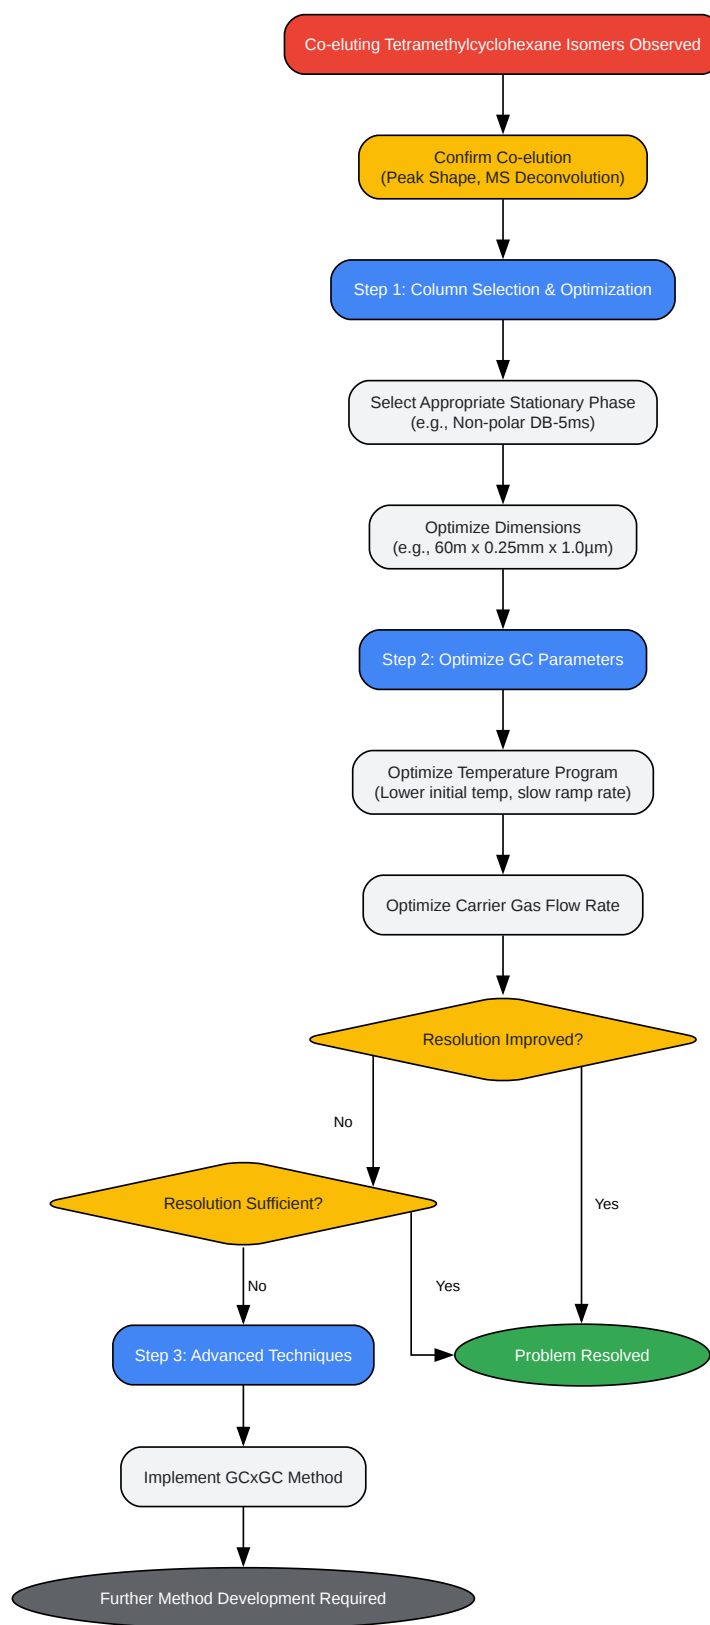 Co-eluting Tetramethylcyclohexane Isomers Observed
Confirm Co-elution
(Peak Shape, MS Deconvolution)
Step 1: Column Selection & Optimization
Select Appropriate Stationary Phase
(e.g., Non-polar DB-5ms)
Optimize Dimensions
(e.g., 60m x 0.25mm x 1.0µm)
Step 2: Optimize GC Parameters
Optimize Temperature Program
(Lower initial temp, slow ramp rate)
Optimize Carrier Gas Flow Rate
Resolution Improved?
No
Resolution Sufficient?
Yes
No
Yes
Step 3: Advanced Techniques
Problem Resolved
Implement GCxGC Method
Further Method Development Required